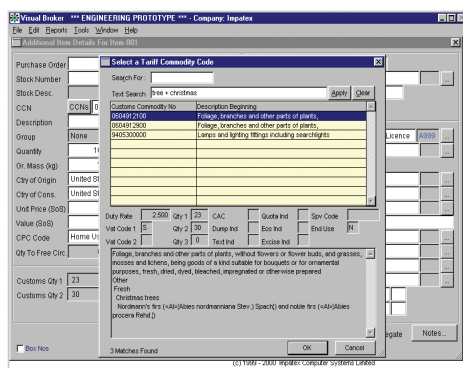 Visual Broker *** ENGINEERING PROTOTYPE *** - Company: Impatex
File Edit Reports Tools Window Help
Additional Item Details For Item 001
Select a Tariff Commodity Code
Search For :
Text Search tree + christmas Apply Clear
Customs Commodity No Description Beginning
0604912100 Foliage, branches and other parts of plants,
0604912900 Foliage, branches and other parts of plants,
9405300000 Lamps and lighting fittings including searchlights
Duty Rate 2.500 Qty 1 23 CAC Quota Ind Spv Code
Vat Code 1 S Qty 2 30 Dump Ind Eos Ind End Use N
Vat Code 2 Qty 3 0 Text Ind Excise Ind
Foliage, branches and other parts of plants, without flowers or flower buds, and grasses,
mosses and lichens, being goods of a kind suitable for bouquets or for ornamental
purposes, fresh, dried, dyed, bleached, impregnated or otherwise prepared
Other
Fresh
Christmas trees
Nordmann's firs (<AI>(Abies nordmanniana Stev.) Spach() and noble firs (<AI>(Abies
procera Rehd.()
3 Matches Found OK Cancel
Purchase Order
Stock Number
Stock Desc.
CCN CCNs 0
Description
Group None Licence A999
Quantity
Gr. Mass (kg)
Ctry of Origin United St
Ctry of Cons. United St
Unit Price (SoS)
Value (SoS)
CPC Code Home Us
Qty To Free Circ.
Customs Qty 1 23
Customs Qty 2 30
egate Notes...
Box Nos
(c) 1999 - 2000 Impatex Computer Systems Limited